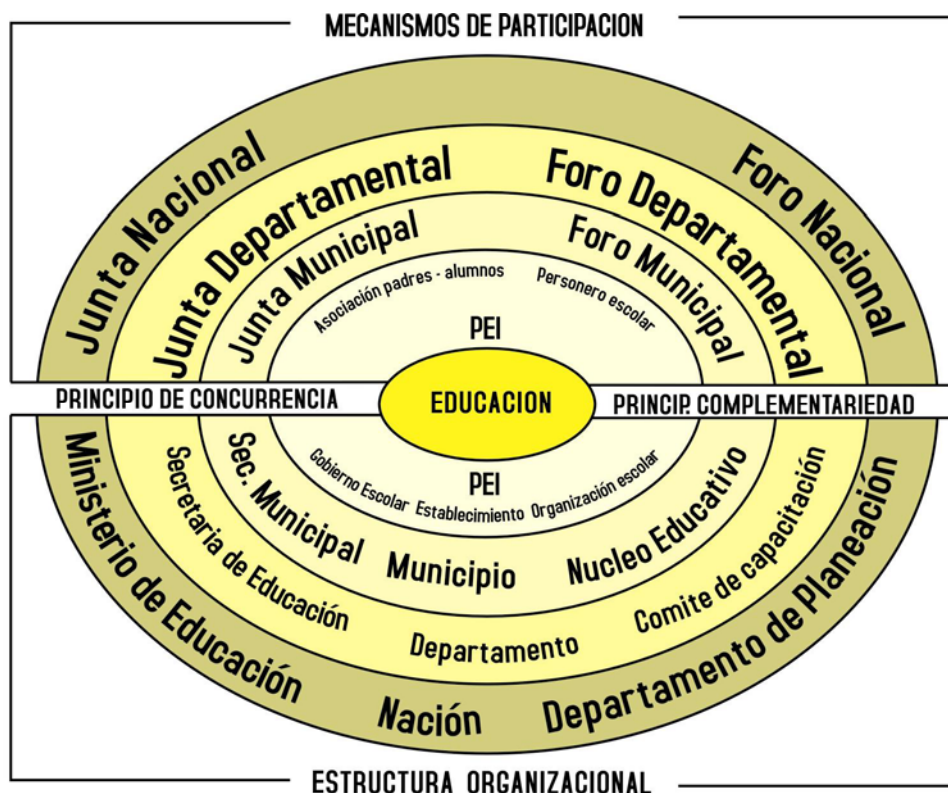 MECANISMOS DE PARTICIPACION
Junta Nacional
Foro Nacional
Junta Departamental
Foro Departamental
Junta Municipal
Foro Municipal
Asociación padres - alumnos
Personero escolar
PEI
PRINCIPIO DE CONCURRENCIA
EDUCACION
PRINCIP. COMPLEMENTARIEDAD
PEI
Gobierno Escolar
Establecimiento
Organización escolar
Sec. Municipal
Municipio
Nucleo Educativo
Secretaria de Educación
Departamento
Comite de capacitación
Ministerio de Educación
Nación
Departamento de Planeación
ESTRUCTURA ORGANIZACIONAL